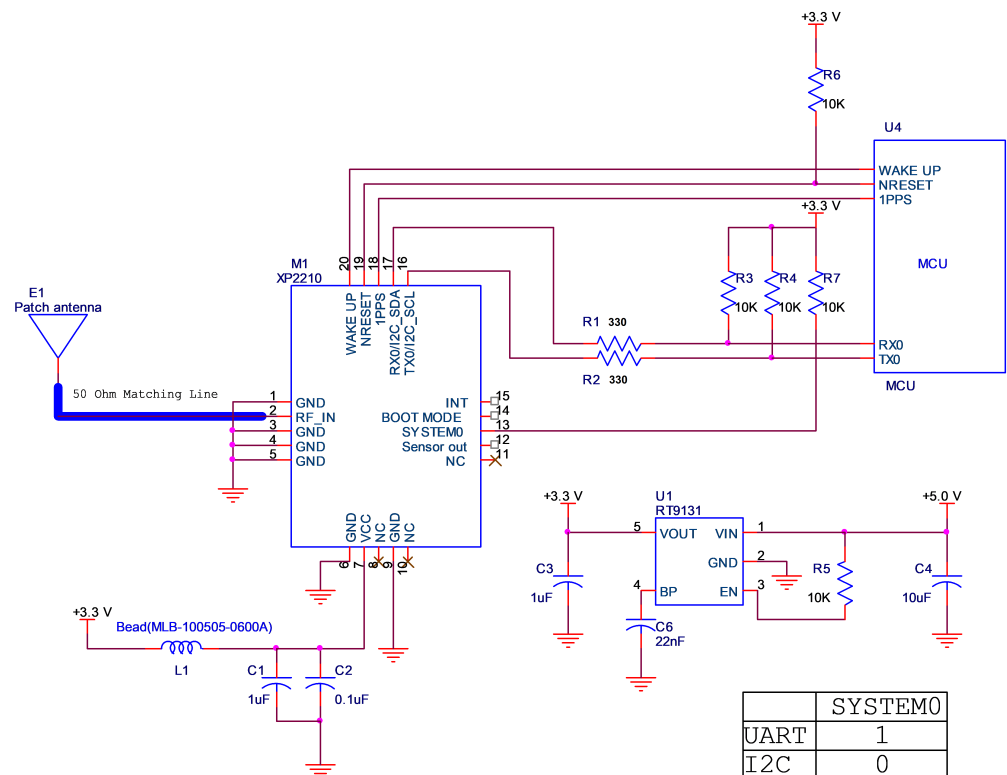 +3.3 V
R6
10K
U4
WAKE UP
NRESET
1PPS
MCU
RX0
TX0
MCU
+3.3 V
R3
10K
R4
10K
R7
10K
R1 330
R2 330
M1
XP2210
20
19
18
17
16
WAKE UP
NRESET
1PPS
RX0/I2C_SDA
TX0/I2C_SCL
E1
Patch antenna
50 Ohm Matching Line
1 GND
2 RF_IN
3 GND
4 GND
5 GND
INT 15
BOOT MODE 14
SYSTEM0 13
Sensor out 12
NC 11
GND
VCC
NC
GND
NC
6
7
8
9
10
+3.3 V
Bead(MLB-100505-0600A)
L1
C1
1uF
C2
0.1uF
+3.3 V
U1
RT9131
+5.0 V
5 VOUT VIN 1
GND 2
4 BP EN 3
C3
1uF
C6
22nF
R5
10K
C4
10uF
SYSTEM0
UART 1
I2C 0